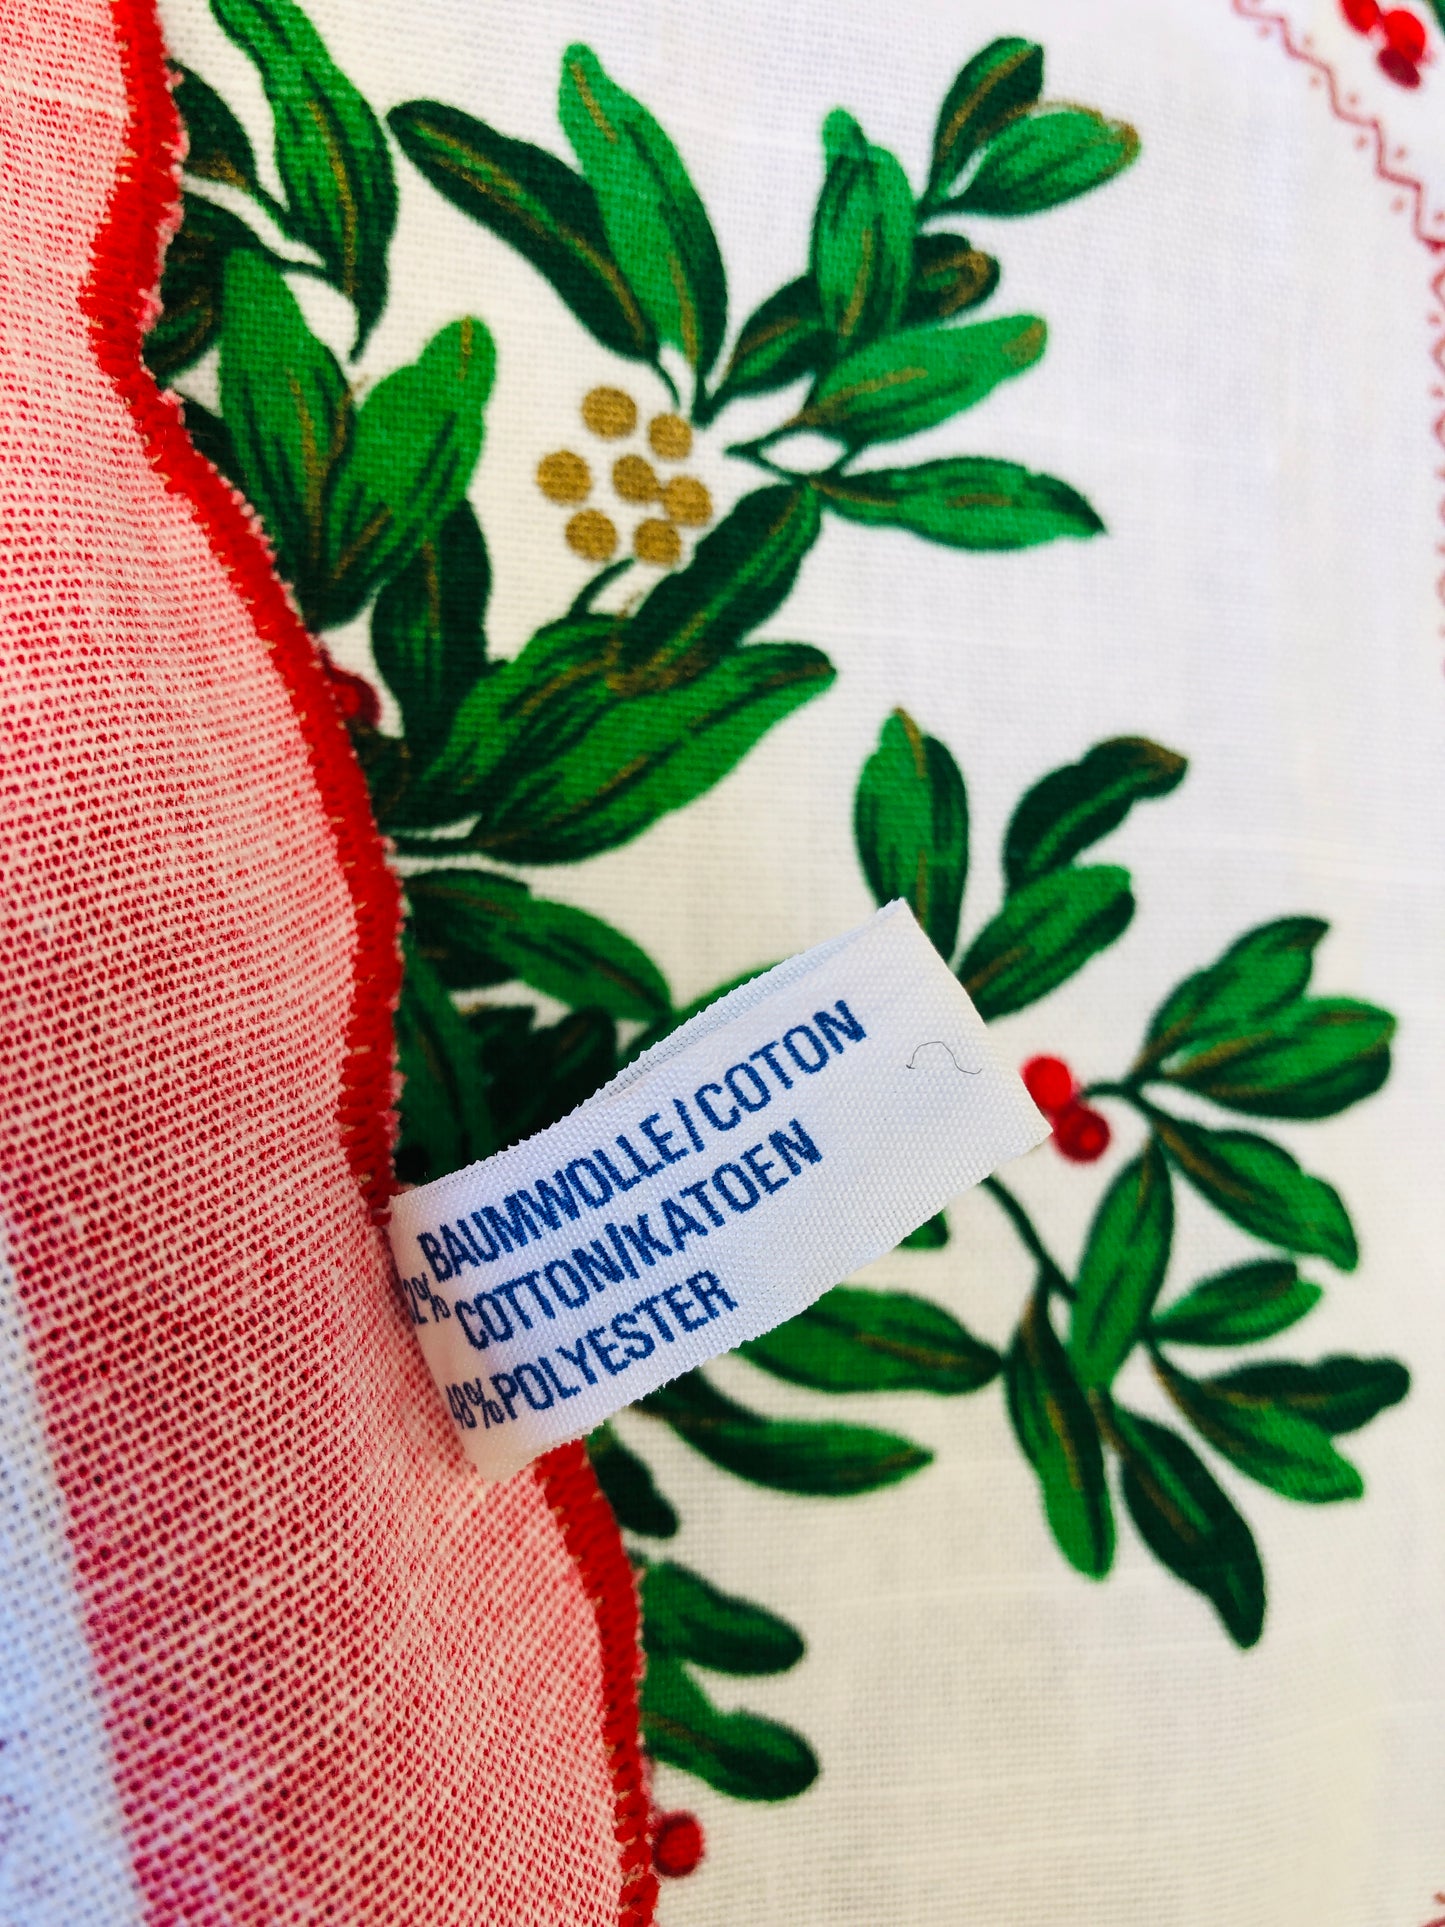 BAUMWOLLE/COTON
2% COTTON/KATOEN
48%POLYESTER